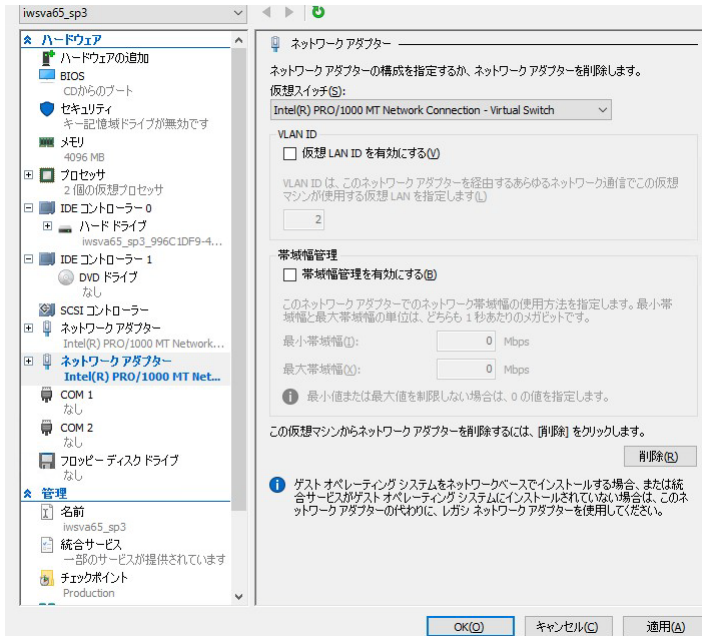 iwsva65_sp3
ハードウェア
ハードウェアの追加
BIOS
CDからのブート
セキュリティ
キー記憶域ドライブが無効です
メモリ
4096 MB
プロセッサ
2 個の仮想プロセッサ
IDE コントローラー 0
ハード ドライブ
iwsva65_sp3_996C1DF9-4...
IDE コントローラー 1
DVD ドライブ
なし
SCSI コントローラー
ネットワーク アダプター
Intel(R) PRO/1000 MT Network...
ネットワーク アダプター
Intel(R) PRO/1000 MT Net...
COM 1
なし
COM 2
なし
フロッピー ディスク ドライブ
なし
管理
名前
iwsva65_sp3
統合サービス
一部のサービスが提供されています
チェックポイント
Production
ネットワーク アダプター
ネットワーク アダプターの構成を指定するか、ネットワーク アダプターを削除します。
仮想スイッチ(S):
Intel(R) PRO/1000 MT Network Connection - Virtual Switch
VLAN ID
仮想 LAN ID を有効にする(V)
VLAN ID は、このネットワーク アダプターを経由するあらゆるネットワーク通信でこの仮想
マシンが使用する仮想 LAN を指定します(L)
2
帯域幅管理
帯域幅管理を有効にする(B)
このネットワーク アダプターでのネットワーク帯域幅の使用方法を指定します。最小帯
域幅と最大帯域幅の単位は、どちらも 1 秒あたりのメガビットです。
最小帯域幅(I): 0 Mbps
最大帯域幅(X): 0 Mbps
最小値または最大値を制限しない場合は、0 の値を指定します。
この仮想マシンからネットワーク アダプターを削除するには、[削除] をクリックします。
削除(R)
ゲスト オペレーティング システムをネットワークベースでインストールする場合、または統
合サービスがゲスト オペレーティング システムにインストールされていない場合は、このネ
ットワーク アダプターの代わりに、レガシ ネットワーク アダプターを使用してください。
OK(O) キャンセル(C) 適用(A)